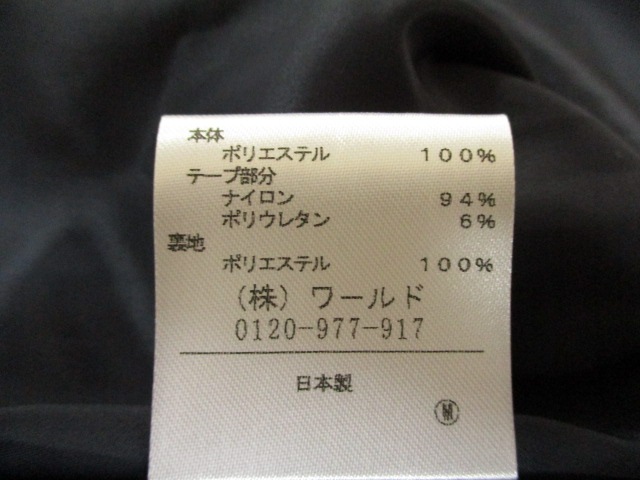 本体
ポリエステル 100%
テープ部分
ナイロン 94%
ポリウレタン 6%
裏地
ポリエステル 100%
(株) ワールド
0120-977-917
日本製
Ⓜ